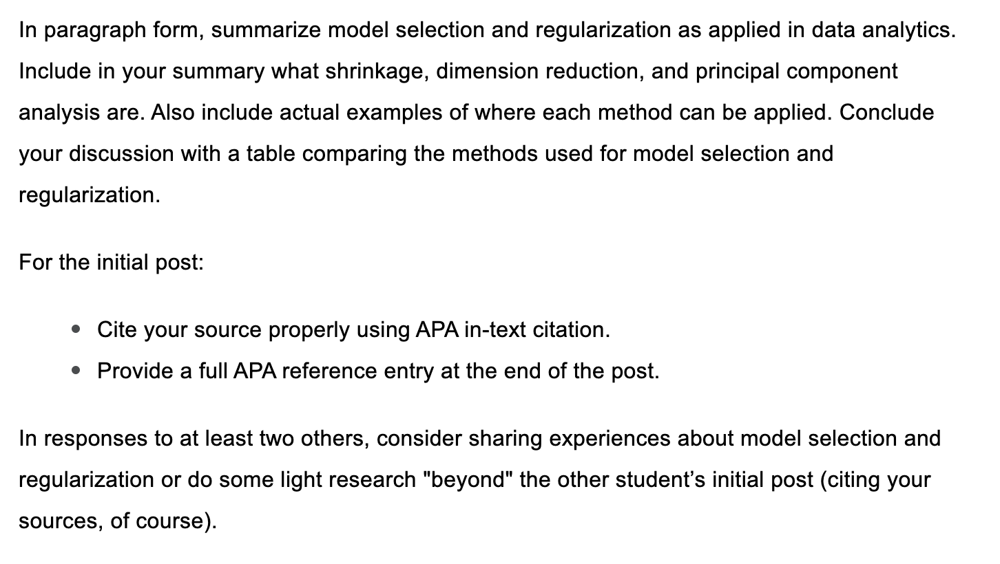 In paragraph form, summarize model selection and regularization as applied in data analytics.
Include in your summary what shrinkage, dimension reduction, and principal component
analysis are. Also include actual examples of where each method can be applied. Conclude
your discussion with a table comparing the methods used for model selection and
regularization.
For the initial post:
• Cite your source properly using APA in-text citation.
• Provide a full APA reference entry at the end of the post.
In responses to at least two others, consider sharing experiences about model selection and
regularization or do some light research "beyond" the other student’s initial post (citing your
sources, of course).